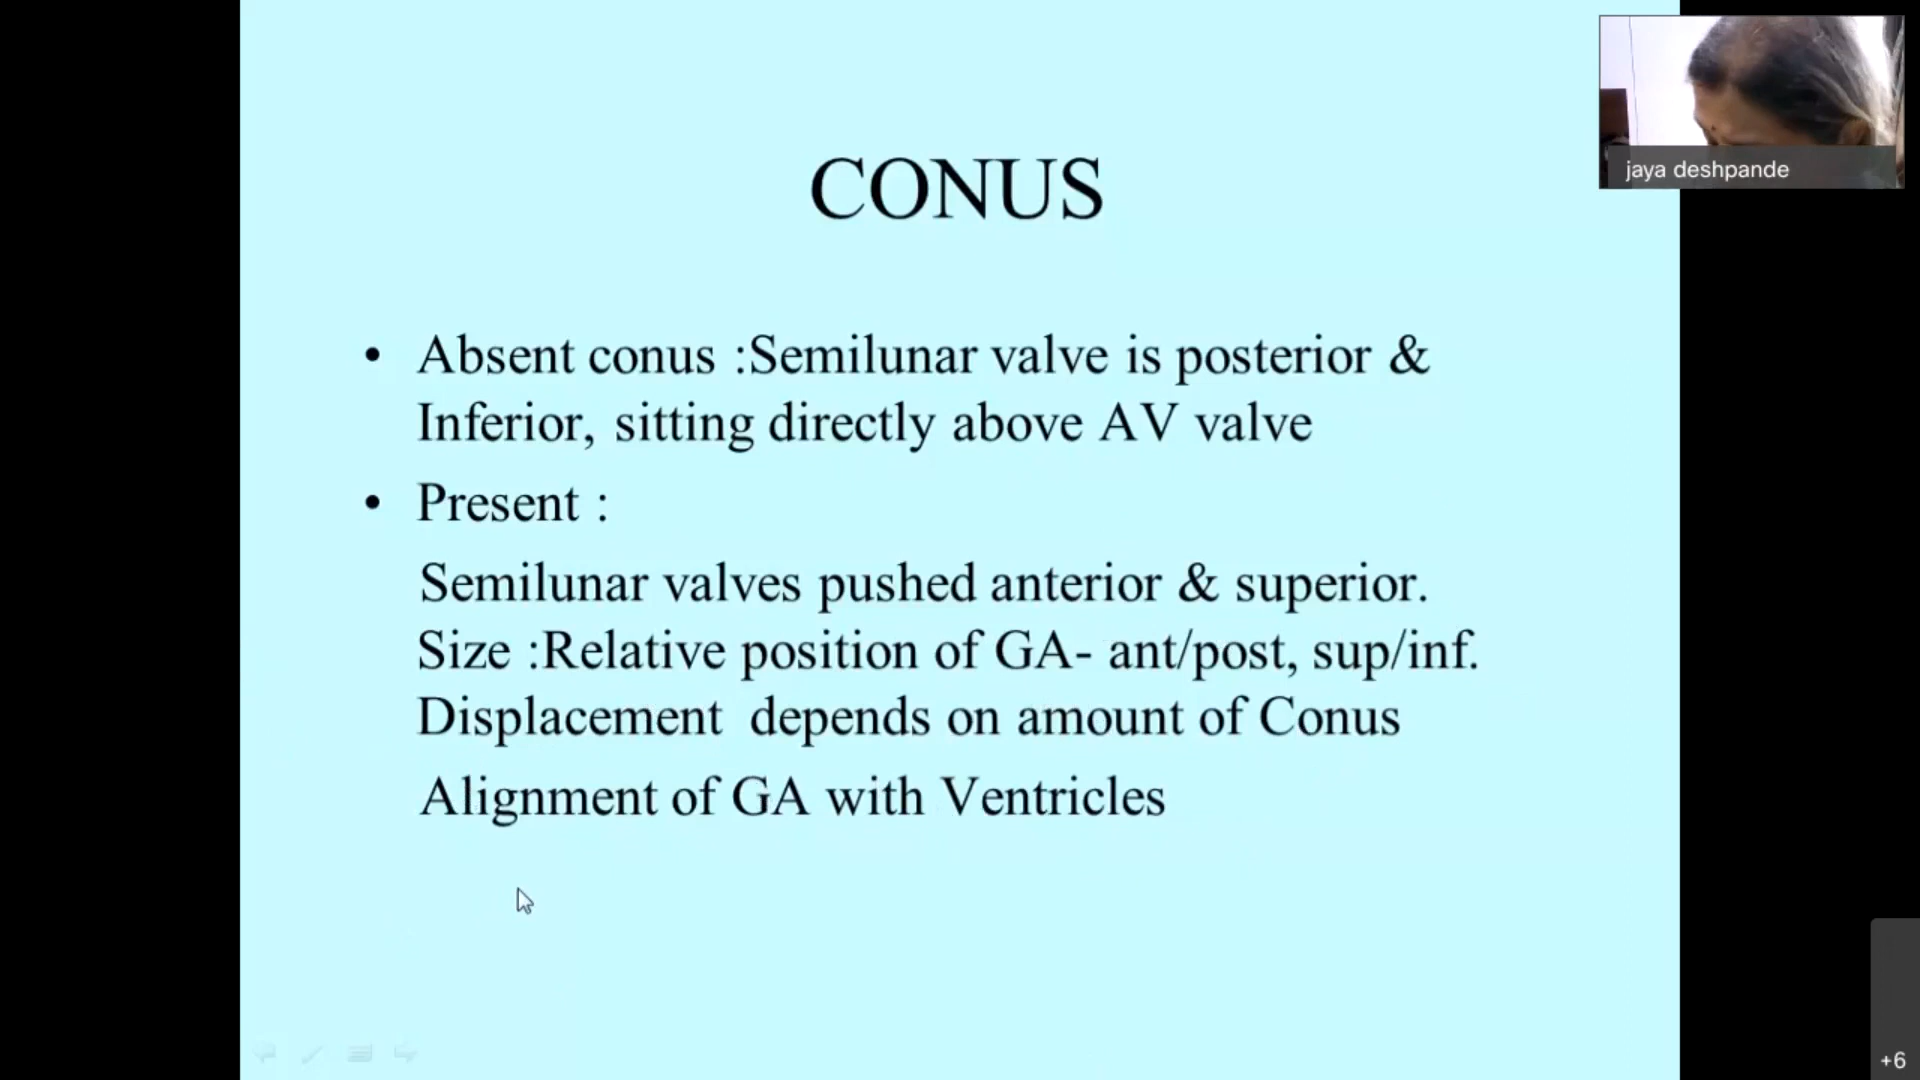 jaya deshpande
CONUS
• Absent conus :Semilunar valve is posterior &
Inferior, sitting directly above AV valve
• Present :
Semilunar valves pushed anterior & superior.
Size :Relative position of GA- ant/post, sup/inf.
Displacement depends on amount of Conus
Alignment of GA with Ventricles
+6